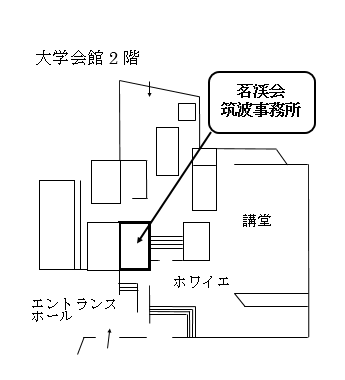 大学会館２階
茗渓会
筑波事務所
講堂
ホワイエ
エントランス
ホール